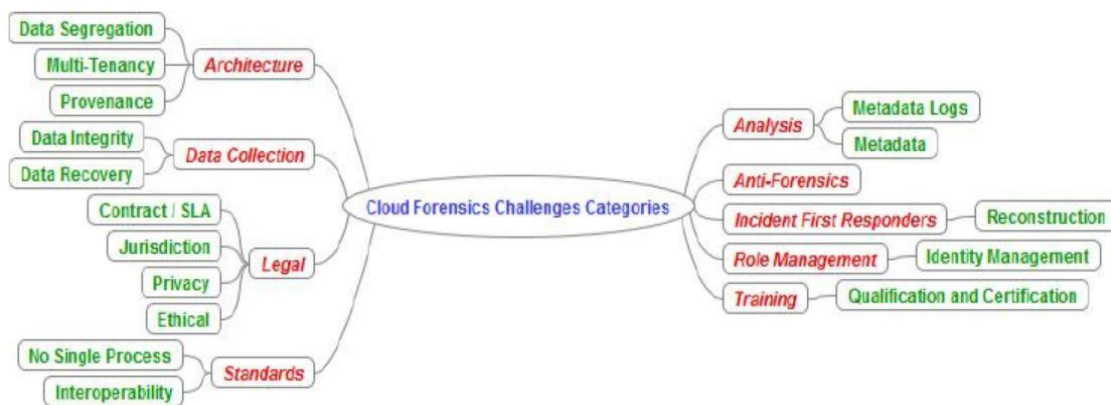 Data Segregation
Multi-Tenancy
Provenance
Architecture
Data Integrity
Data Recovery
Data Collection
Contract / SLA
Jurisdiction
Privacy
Ethical
Legal
No Single Process
Interoperability
Standards
Cloud Forensics Challenges Categories
Analysis
Metadata Logs
Metadata
Anti-Forensics
Incident First Responders
Reconstruction
Role Management
Identity Management
Training
Qualification and Certification